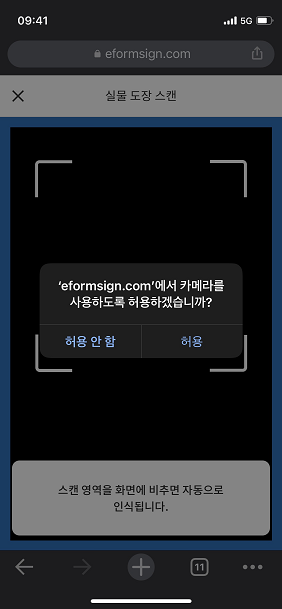 09:41
5G
eformsign.com
실물 도장 스캔
‘eformsign.com’에서 카메라를
사용하도록 허용하겠습니까?
허용 안 함
허용
스캔 영역을 화면에 비추면 자동으로
인식됩니다.
11